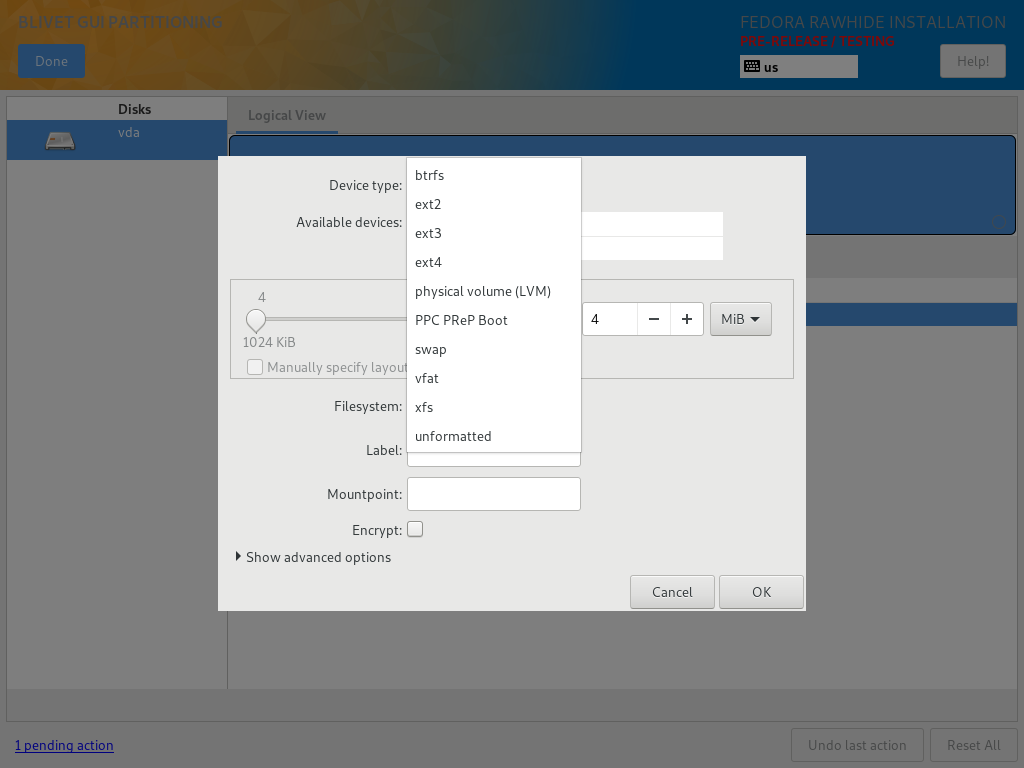 BLIVET GUI PARTITIONING
FEDORA RAWHIDE INSTALLATION
PRE-RELEASE / TESTING
Done
us
Help!
Disks
vda
Logical View
Device type:
Available devices:
btrfs
ext2
ext3
ext4
physical volume (LVM)
PPC PReP Boot
swap
vfat
xfs
unformatted
4
4
MiB
1024 KiB
Manually specify layout
Filesystem:
Label:
Mountpoint:
Encrypt:
Show advanced options
Cancel
OK
1 pending action
Undo last action
Reset All